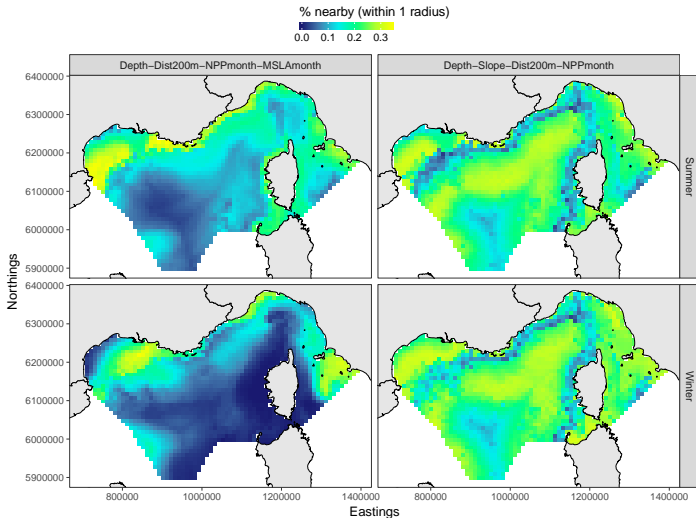 % nearby (within 1 radius)
0.0 0.1 0.2 0.3
Depth−Dist200m−NPPmonth−MSLAmonth
Depth−Slope−Dist200m−NPPmonth
6400000
6300000
6200000
6100000
6000000
5900000
Summer
Northings
6400000
6300000
6200000
6100000
6000000
5900000
Winter
800000 1000000 1200000 1400000
800000 1000000 1200000 1400000
Eastings